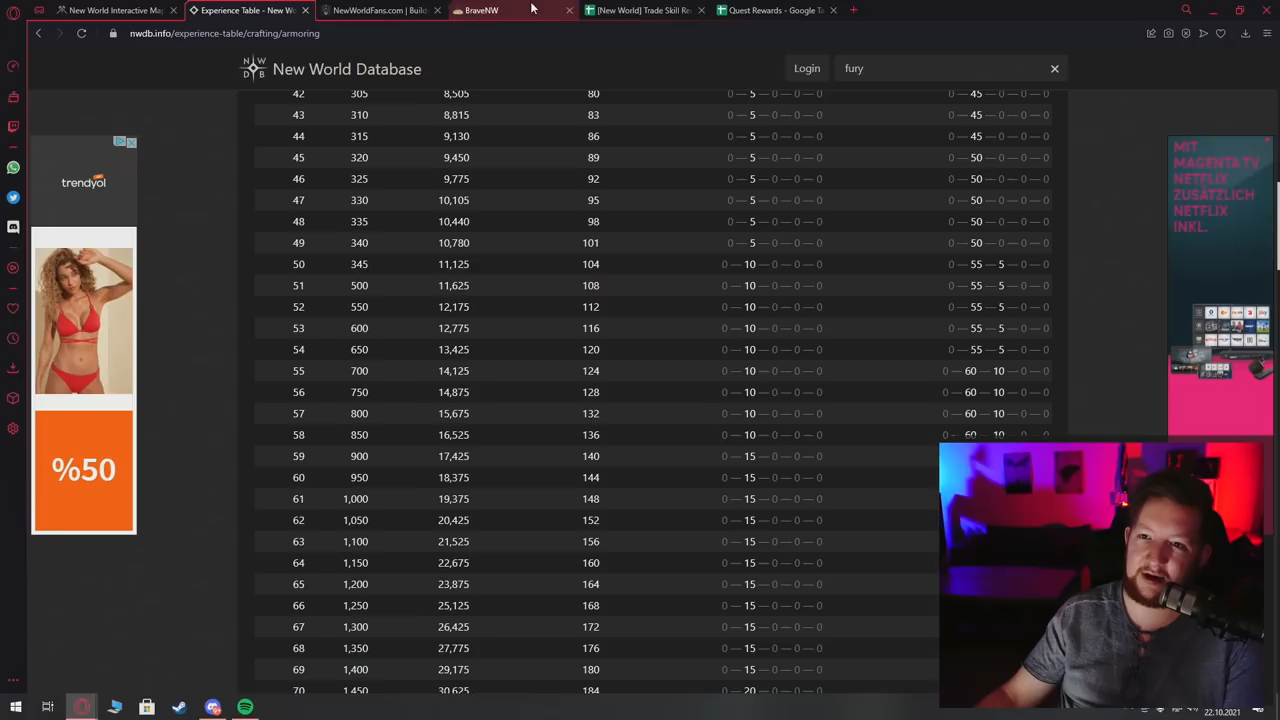 New World Interactive Ma
Experience Table - New Wo
NewWorldFans.com | Build
BraveNW
[New World] Trade Skill Re
Quest Rewards - Google Ta
nwdb.info/experience-table/crafting/armoring
New World Database
Login
fury
42 305 8,505 80 0 — 5 — 0 — 0 — 0 0 — 45
43 310 8,815 83 0 — 5 — 0 — 0 — 0 0 — 45 — 0 — 0 — 0
44 315 9,130 86 0 — 5 — 0 — 0 — 0 0 — 45 — 0 — 0 — 0
45 320 9,450 89 0 — 5 — 0 — 0 — 0 0 — 50 — 0 — 0 — 0
46 325 9,775 92 0 — 5 — 0 — 0 — 0 0 — 50 — 0 — 0 — 0
47 330 10,105 95 0 — 5 — 0 — 0 — 0 0 — 50 — 0 — 0 — 0
48 335 10,440 98 0 — 5 — 0 — 0 — 0 0 — 50 — 0 — 0 — 0
49 340 10,780 101 0 — 5 — 0 — 0 — 0 0 — 50 — 0 — 0 — 0
50 345 11,125 104 0 — 10 — 0 — 0 — 0 0 — 55 — 5 — 0 — 0
51 500 11,625 108 0 — 10 — 0 — 0 — 0 0 — 55 — 5 — 0 — 0
52 550 12,175 112 0 — 10 — 0 — 0 — 0 0 — 55 — 5 — 0 — 0
53 600 12,775 116 0 — 10 — 0 — 0 — 0 0 — 55 — 5 — 0 — 0
54 650 13,425 120 0 — 10 — 0 — 0 — 0 0 — 55 — 5 — 0 — 0
55 700 14,125 124 0 — 10 — 0 — 0 — 0 0 — 60 — 10 — 0 — 0
56 750 14,875 128 0 — 10 — 0 — 0 — 0 0 — 60 — 10 — 0 — 0
57 800 15,675 132 0 — 10 — 0 — 0 — 0 0 — 60 — 10 — 0 — 0
58 850 16,525 136 0 — 10 — 0 — 0 — 0 0 — 60 — 10 — 0 — 0
59 900 17,425 140 0 — 15 — 0 — 0 — 0
60 950 18,375 144 0 — 15 — 0 — 0 — 0
61 1,000 19,375 148 0 — 15 — 0 — 0 — 0
62 1,050 20,425 152 0 — 15 — 0 — 0 — 0
63 1,100 21,525 156 0 — 15 — 0 — 0 — 0
64 1,150 22,675 160 0 — 15 — 0 — 0 — 0
65 1,200 23,875 164 0 — 15 — 0 — 0 — 0
66 1,250 25,125 168 0 — 15 — 0 — 0 — 0
67 1,300 26,425 172 0 — 15 — 0 — 0 — 0
68 1,350 27,775 176 0 — 15 — 0 — 0 — 0
69 1,400 29,175 180 0 — 15 — 0 — 0 — 0
70 1,450 30,625 184 0 — 20 — 0 — 0 — 0
trendyol
%50
MIT
MAGENTA TV
NETFLIX
ZUSÄTZLICH
NETFLIX
INKL.
22.10.2021